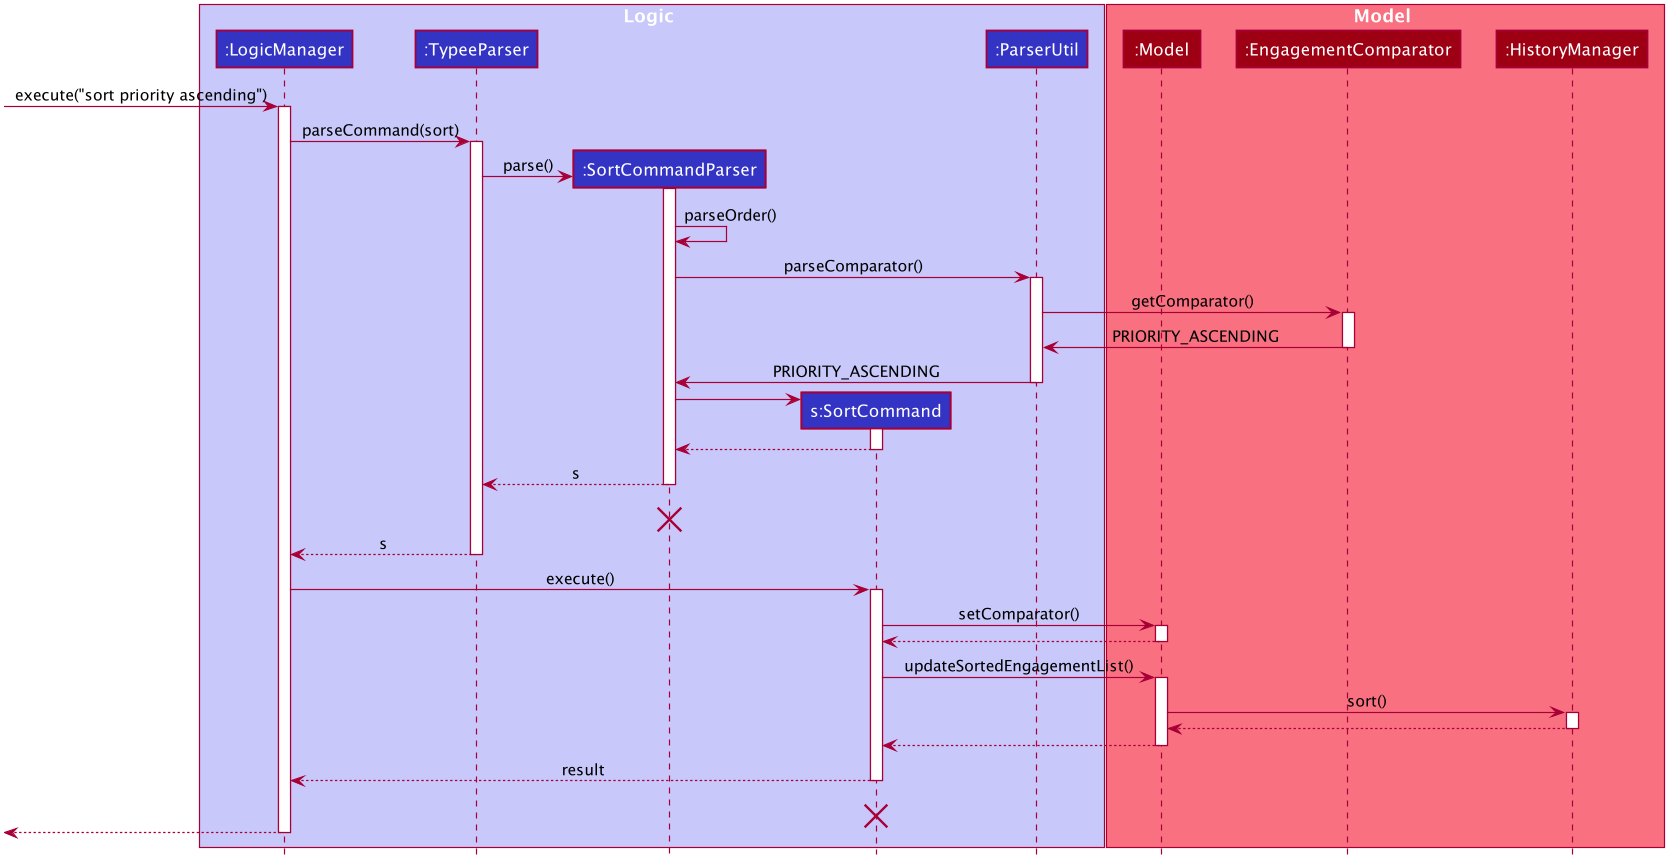 Logic
Model
:LogicManager
:TypeeParser
:ParserUtil
:Model
:EngagementComparator
:HistoryManager
execute("sort priority ascending")
parseCommand(sort)
parse()
:SortCommandParser
parseOrder()
parseComparator()
getComparator()
PRIORITY_ASCENDING
PRIORITY_ASCENDING
s:SortCommand
s
s
execute()
setComparator()
updateSortedEngagementList()
sort()
result